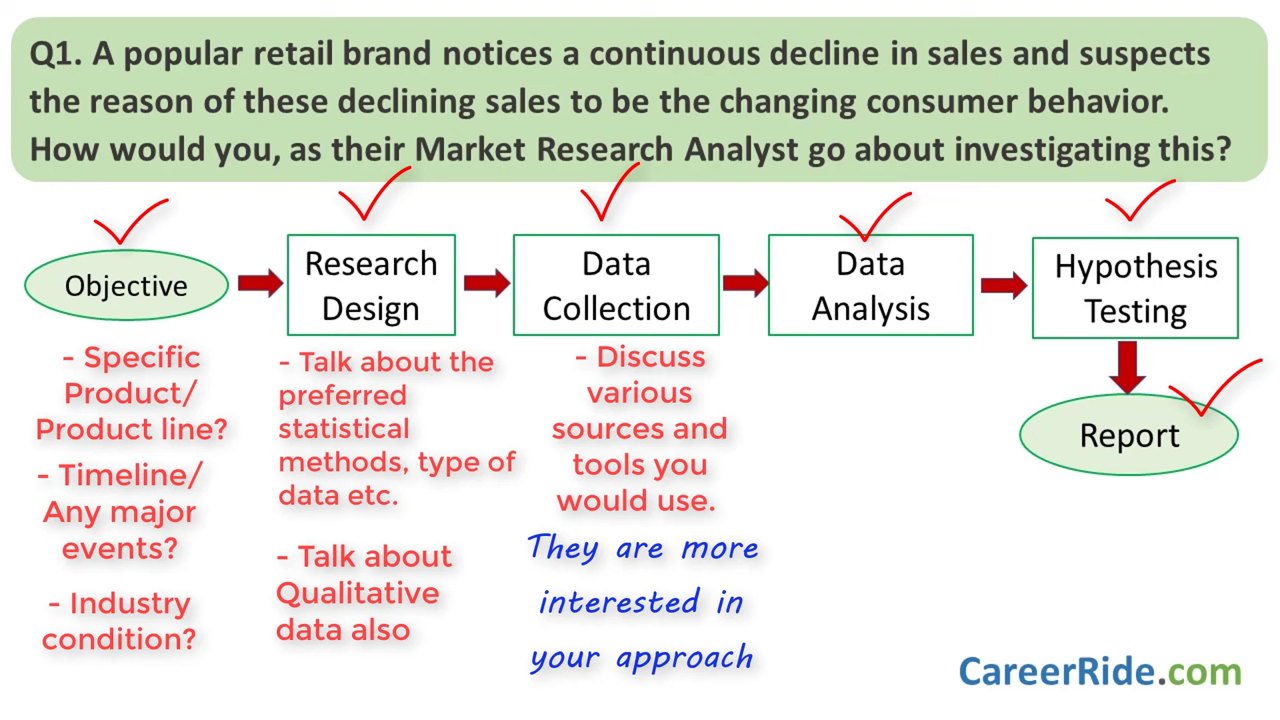 Q1. A popular retail brand notices a continuous decline in sales and suspects
the reason of these declining sales to be the changing consumer behavior.
How would you, as their Market Research Analyst go about investigating this?
Objective
Research
Design
Data
Collection
Data
Analysis
Hypothesis
Testing
Report
- Specific
Product/
Product line?
- Timeline/
Any major
events?
- Industry
condition?
- Talk about the
preferred
statistical
methods, type of
data etc.
- Talk about
Qualitative
data also
- Discuss
various
sources and
tools you
would use.
They are more
interested in
your approach
CareerRide.com